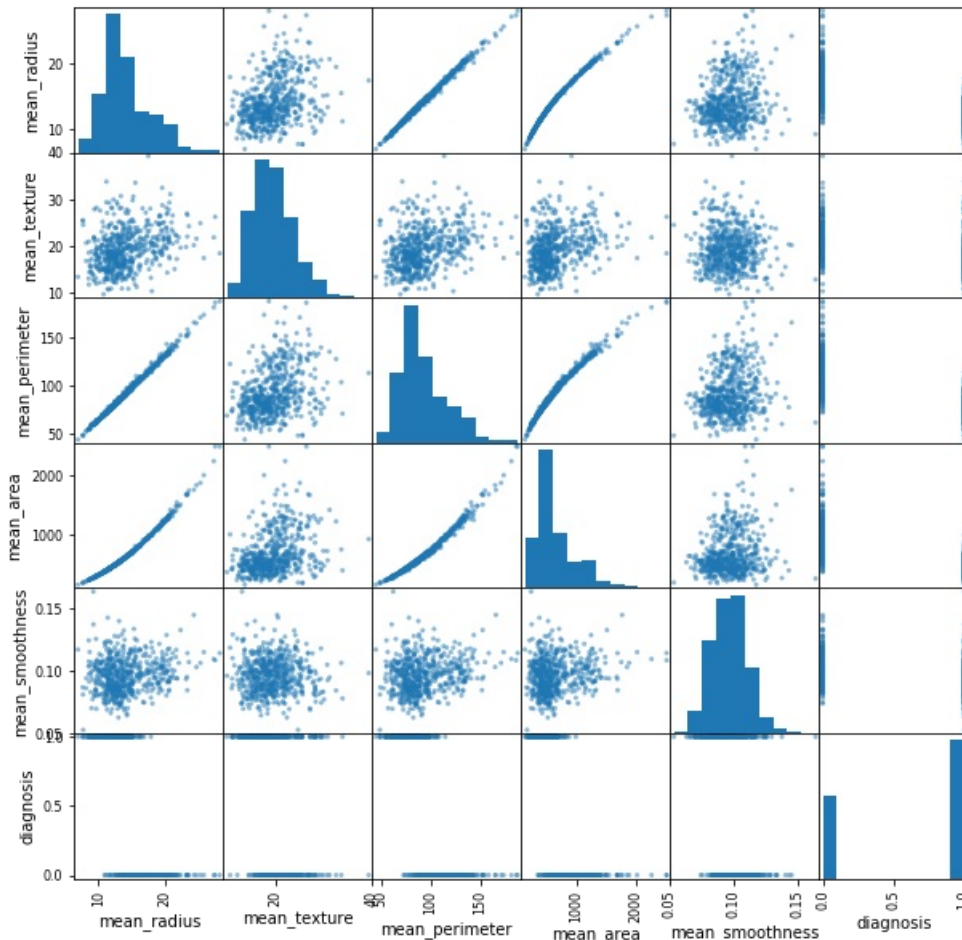 mean_radius
20
10
40
mean_texture
30
20
10
mean_perimeter
150
100
50
mean_area
2000
1000
mean_smoothness
0.15
0.10
0.05
diagnosis
1.0
0.5
0.0
10 20 20 40 50 100 150 1000 2000 0.05 0.10 0.15 0.0 0.5 1.0
mean_radius mean_texture mean_perimeter mean_area mean_smoothness diagnosis